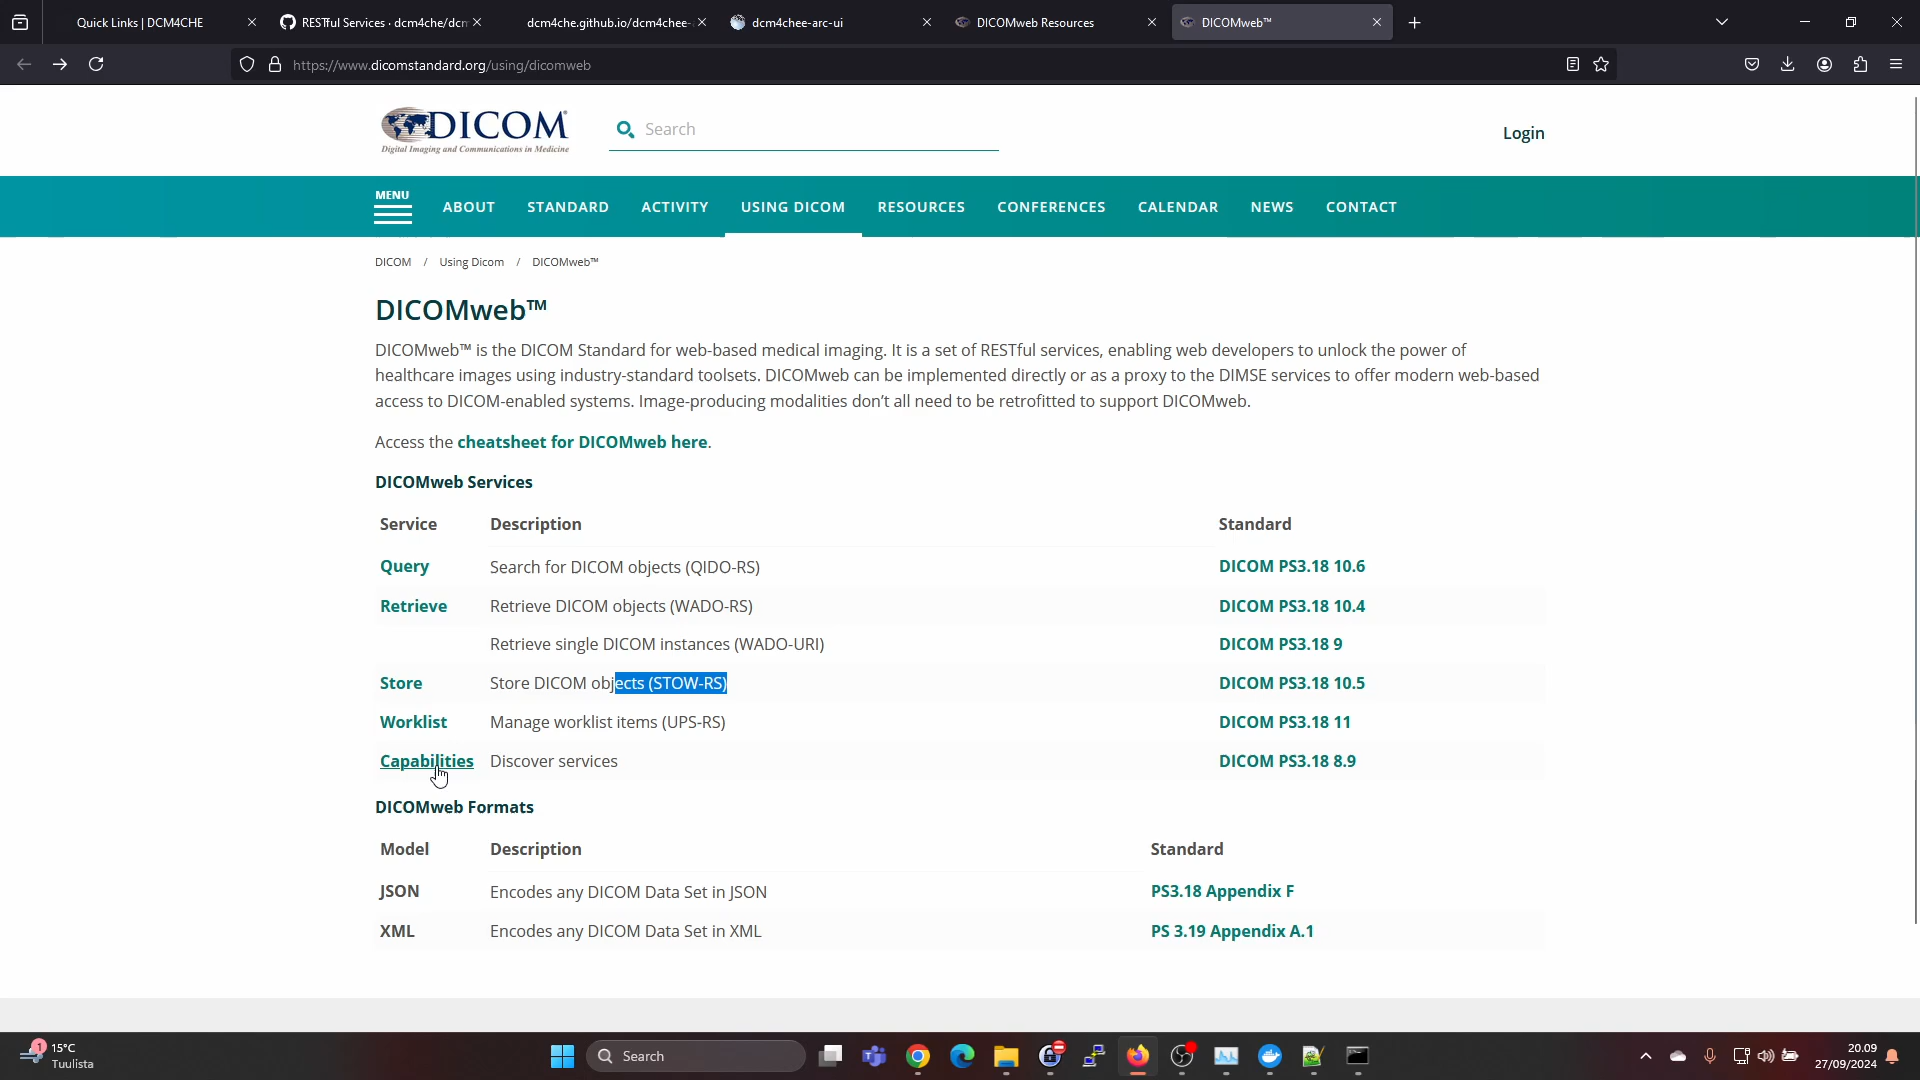 Quick Links | DCM4CHE
RESTful Services · dcm4che/dcm
dcm4che.github.io/dcm4chee-
dcm4chee-arc-ui
DICOMweb Resources
DICOMweb™
https://www.dicomstandard.org/using/dicomweb
DICOM
Digital Imaging and Communications in Medicine
Search
Login
MENU
ABOUT
STANDARD
ACTIVITY
USING DICOM
RESOURCES
CONFERENCES
CALENDAR
NEWS
CONTACT
DICOM / Using Dicom / DICOMweb™
DICOMweb™
DICOMweb™ is the DICOM Standard for web-based medical imaging. It is a set of RESTful services, enabling web developers to unlock the power of
healthcare images using industry-standard toolsets. DICOMweb can be implemented directly or as a proxy to the DIMSE services to offer modern web-based
access to DICOM-enabled systems. Image-producing modalities don’t all need to be retrofitted to support DICOMweb.
Access the cheatsheet for DICOMweb here.
DICOMweb Services
Service Description Standard
Query Search for DICOM objects (QIDO-RS) DICOM PS3.18 10.6
Retrieve Retrieve DICOM objects (WADO-RS) DICOM PS3.18 10.4
Retrieve single DICOM instances (WADO-URI) DICOM PS3.18 9
Store Store DICOM objects (STOW-RS) DICOM PS3.18 10.5
Worklist Manage worklist items (UPS-RS) DICOM PS3.18 11
Capabilities Discover services DICOM PS3.18 8.9
DICOMweb Formats
Model Description Standard
JSON Encodes any DICOM Data Set in JSON PS3.18 Appendix F
XML Encodes any DICOM Data Set in XML PS 3.19 Appendix A.1
1
15°C
Tuulista
Search
20.09
27/09/2024